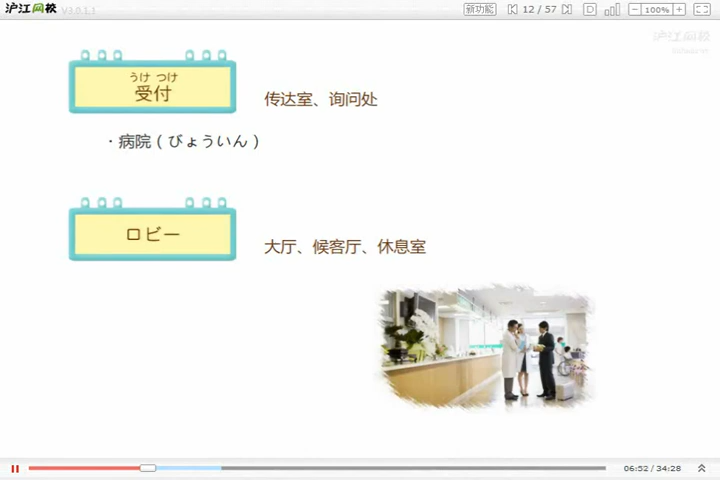 沪江网校 V3.0.1.1
新功能 12 / 57 D 100%
沪江网校
うけ つけ
受付
传达室、询问处
・病院（びょういん）
ロビー
大厅、候客厅、休息室
06:52 / 34:28